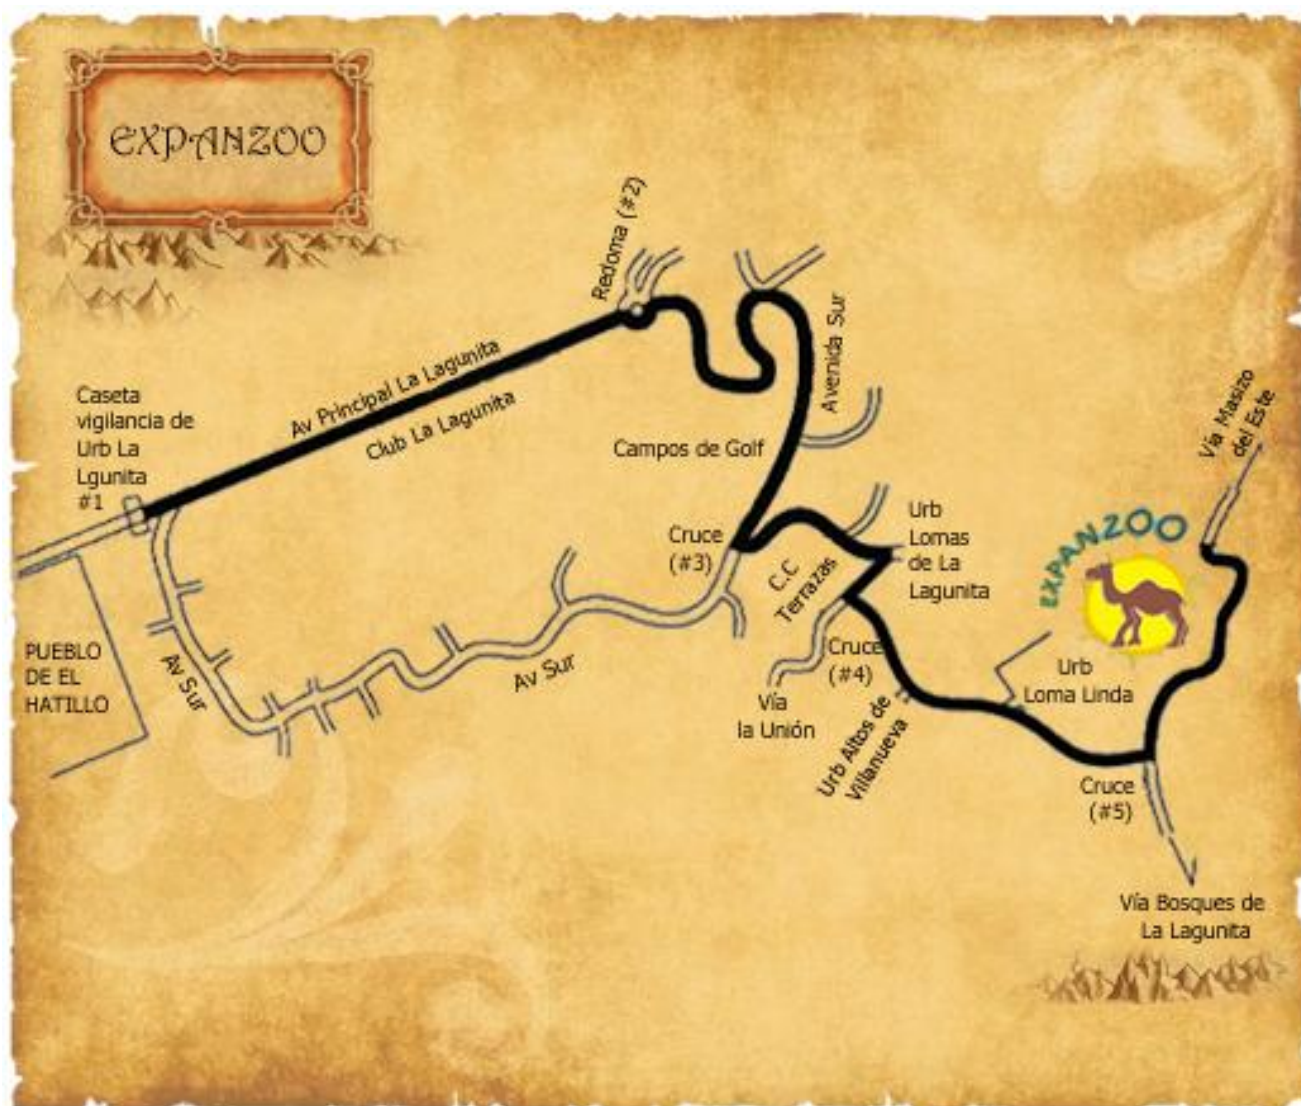 EXPANZOO
Redoma (#2)
Av Principal La Lagunita
Club La Lagunita
Avenida Sur
Caseta
vigilancia de
Urb La
Lgunita
#1
Campos de Golf
Vía Masizo
del Este
Cruce
(#3)
C.C
Terrazas
Urb
Lomas
de La
Lagunita
EXPANZOO
PUEBLO
DE EL
HATILLO
Av Sur
Av Sur
Cruce
(#4)
Vía
la Unión
Urb Altos de
Villanueva
Urb
Loma Linda
Cruce
(#5)
Vía Bosques de
La Lagunita